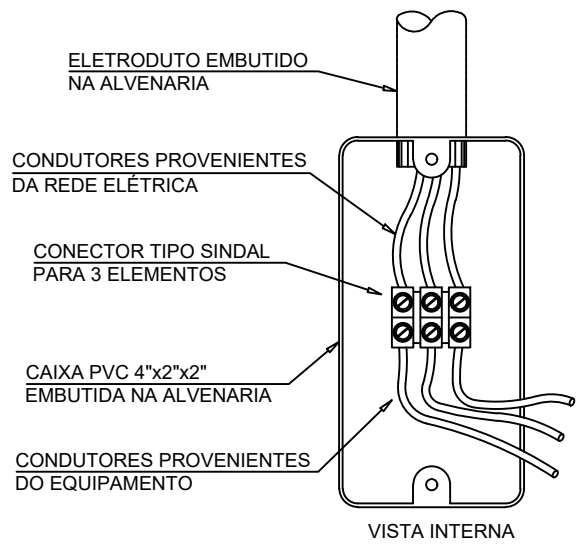 ELETRODUTO EMBUTIDO
NA ALVENARIA
CONDUTORES PROVENIENTES
DA REDE ELÉTRICA
CONECTOR TIPO SINDAL
PARA 3 ELEMENTOS
CAIXA PVC 4"x2"x2"
EMBUTIDA NA ALVENARIA
CONDUTORES PROVENIENTES
DO EQUIPAMENTO
VISTA INTERNA